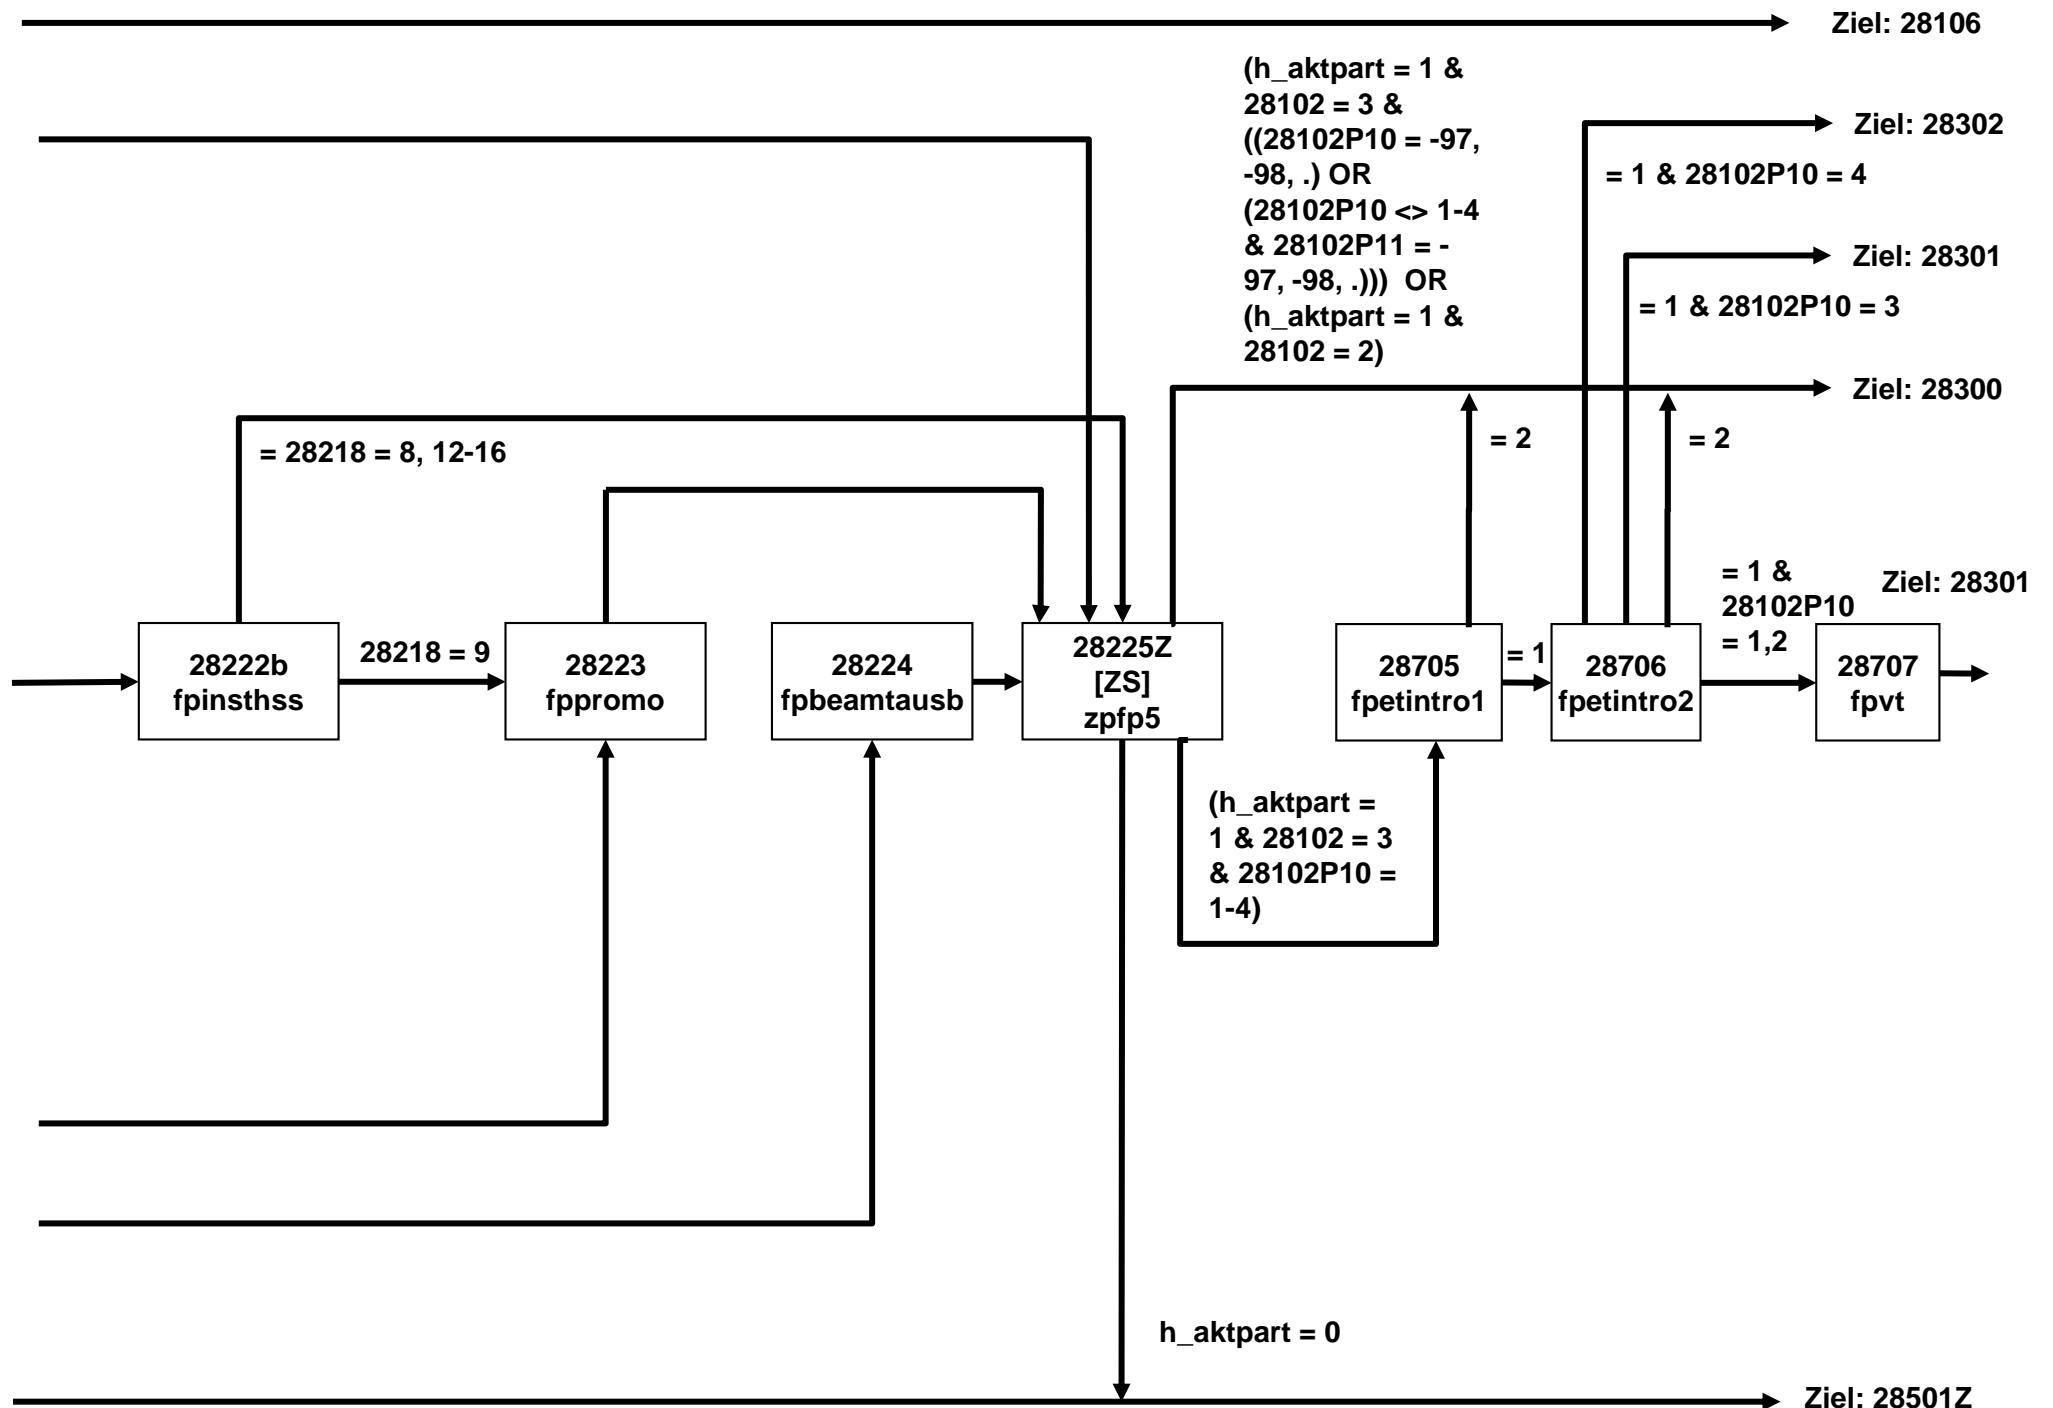 Ziel: 28106
(h_aktpart = 1 &
28102 = 3 &
((28102P10 = -97,
-98, .) OR
(28102P10 <> 1-4
& 28102P11 = -
97, -98, .))) OR
(h_aktpart = 1 &
28102 = 2)
Ziel: 28302
= 1 & 28102P10 = 4
Ziel: 28301
= 1 & 28102P10 = 3
Ziel: 28300
= 2
= 2
= 28218 = 8, 12-16
= 1 &
28102P10
= 1,2
Ziel: 28301
28222b
fpinsthss
28218 = 9
28223
fppromo
28224
fpbeamtausb
28225Z
[ZS]
zpfp5
28705
fpetintro1
= 1
28706
fpetintro2
28707
fpvt
(h_aktpart =
1 & 28102 = 3
& 28102P10 =
1-4)
h_aktpart = 0
Ziel: 28501Z